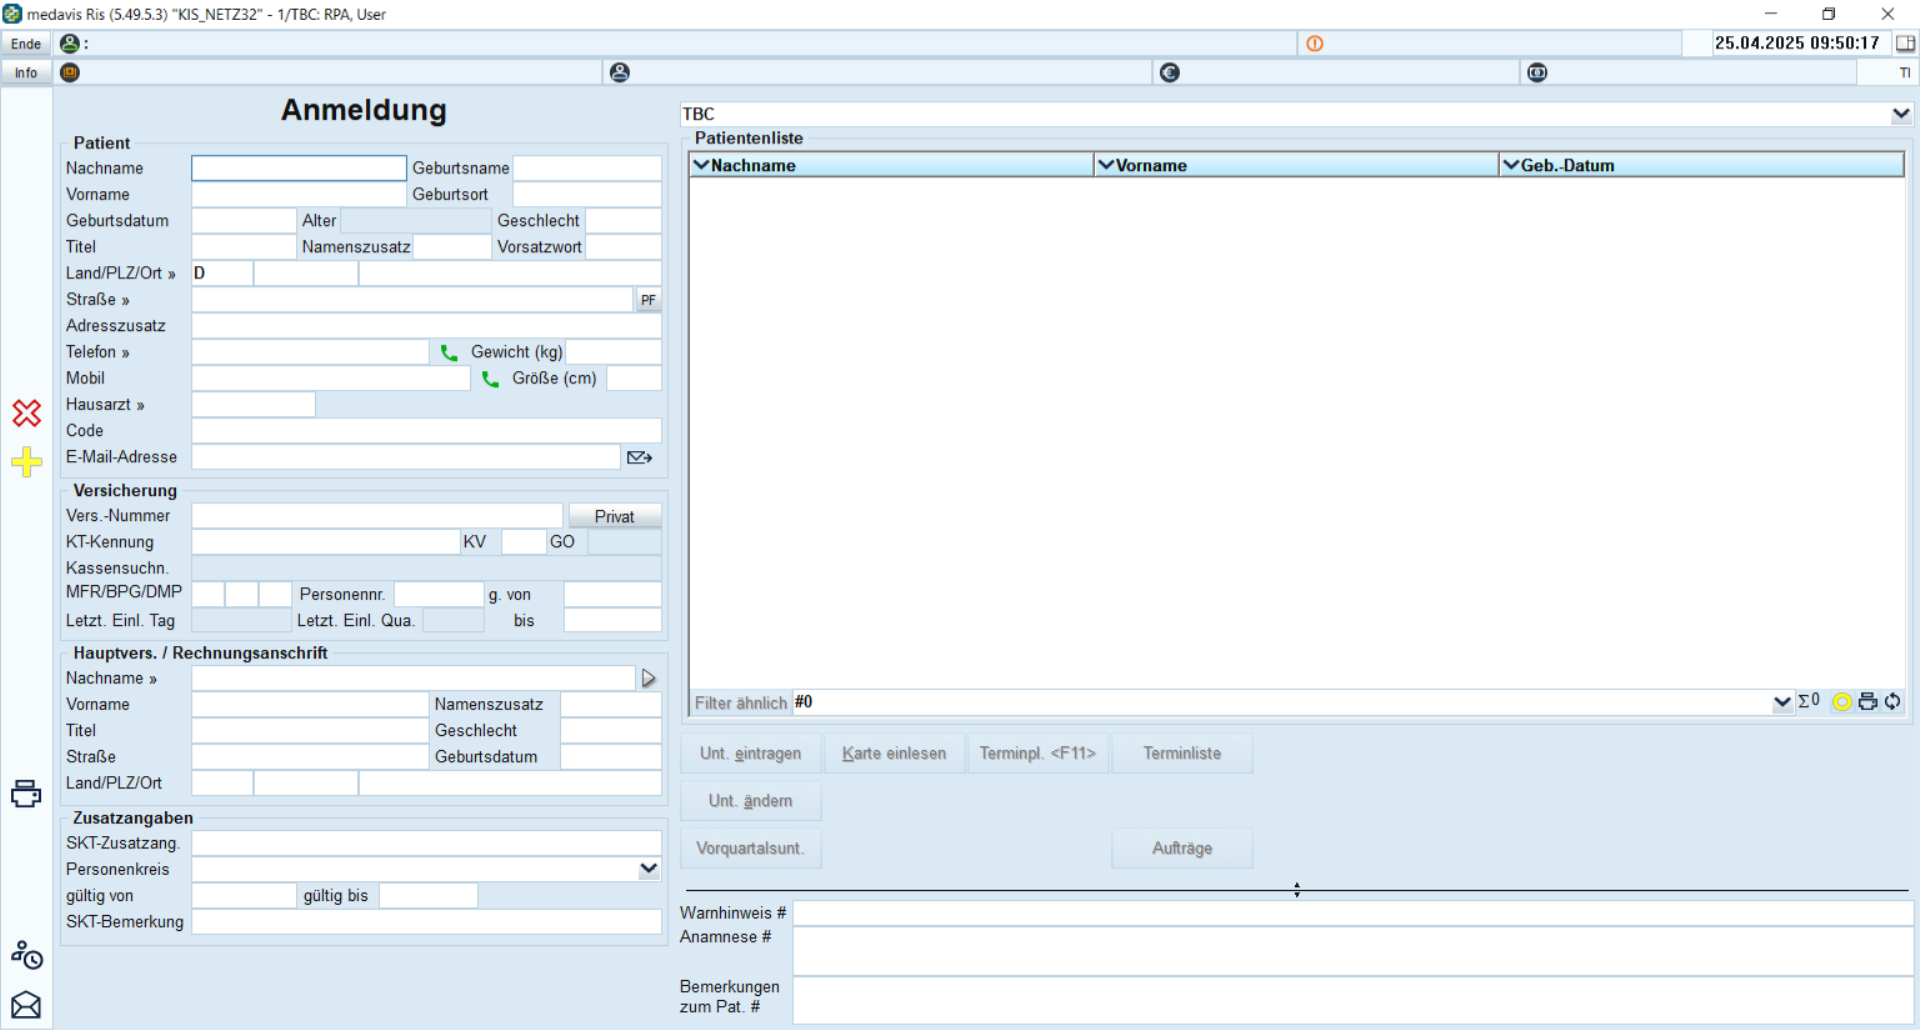 medavis Ris (5.49.5.3) "KIS_NETZ32" - 1/TBC: RPA, User
Ende :
25.04.2025 09:50:17
Info
TI
Anmeldung
Patient
Nachname Geburtsname
Vorname Geburtsort
Geburtsdatum Alter Geschlecht
Titel Namenszusatz Vorsatzwort
Land/PLZ/Ort » D
Straße » PF
Adresszusatz
Telefon » Gewicht (kg)
Mobil Größe (cm)
Hausarzt »
Code
E-Mail-Adresse
Versicherung
Vers.-Nummer Privat
KT-Kennung KV GO
Kassensuchn.
MFR/BPG/DMP Personennr. g. von
Letzt. Einl. Tag Letzt. Einl. Qua. bis
Hauptvers. / Rechnungsanschrift
Nachname »
Vorname Namenszusatz
Titel Geschlecht
Straße Geburtsdatum
Land/PLZ/Ort
Zusatzangaben
SKT-Zusatzang.
Personenkreis
gültig von gültig bis
SKT-Bemerkung
TBC
Patientenliste
Nachname Vorname Geb.-Datum
Filter ähnlich #0 Σ0
Unt. eintragen Karte einlesen Terminpl. <F11> Terminliste
Unt. ändern
Vorquartalsunt. Aufträge
Warnhinweis #
Anamnese #
Bemerkungen
zum Pat. #